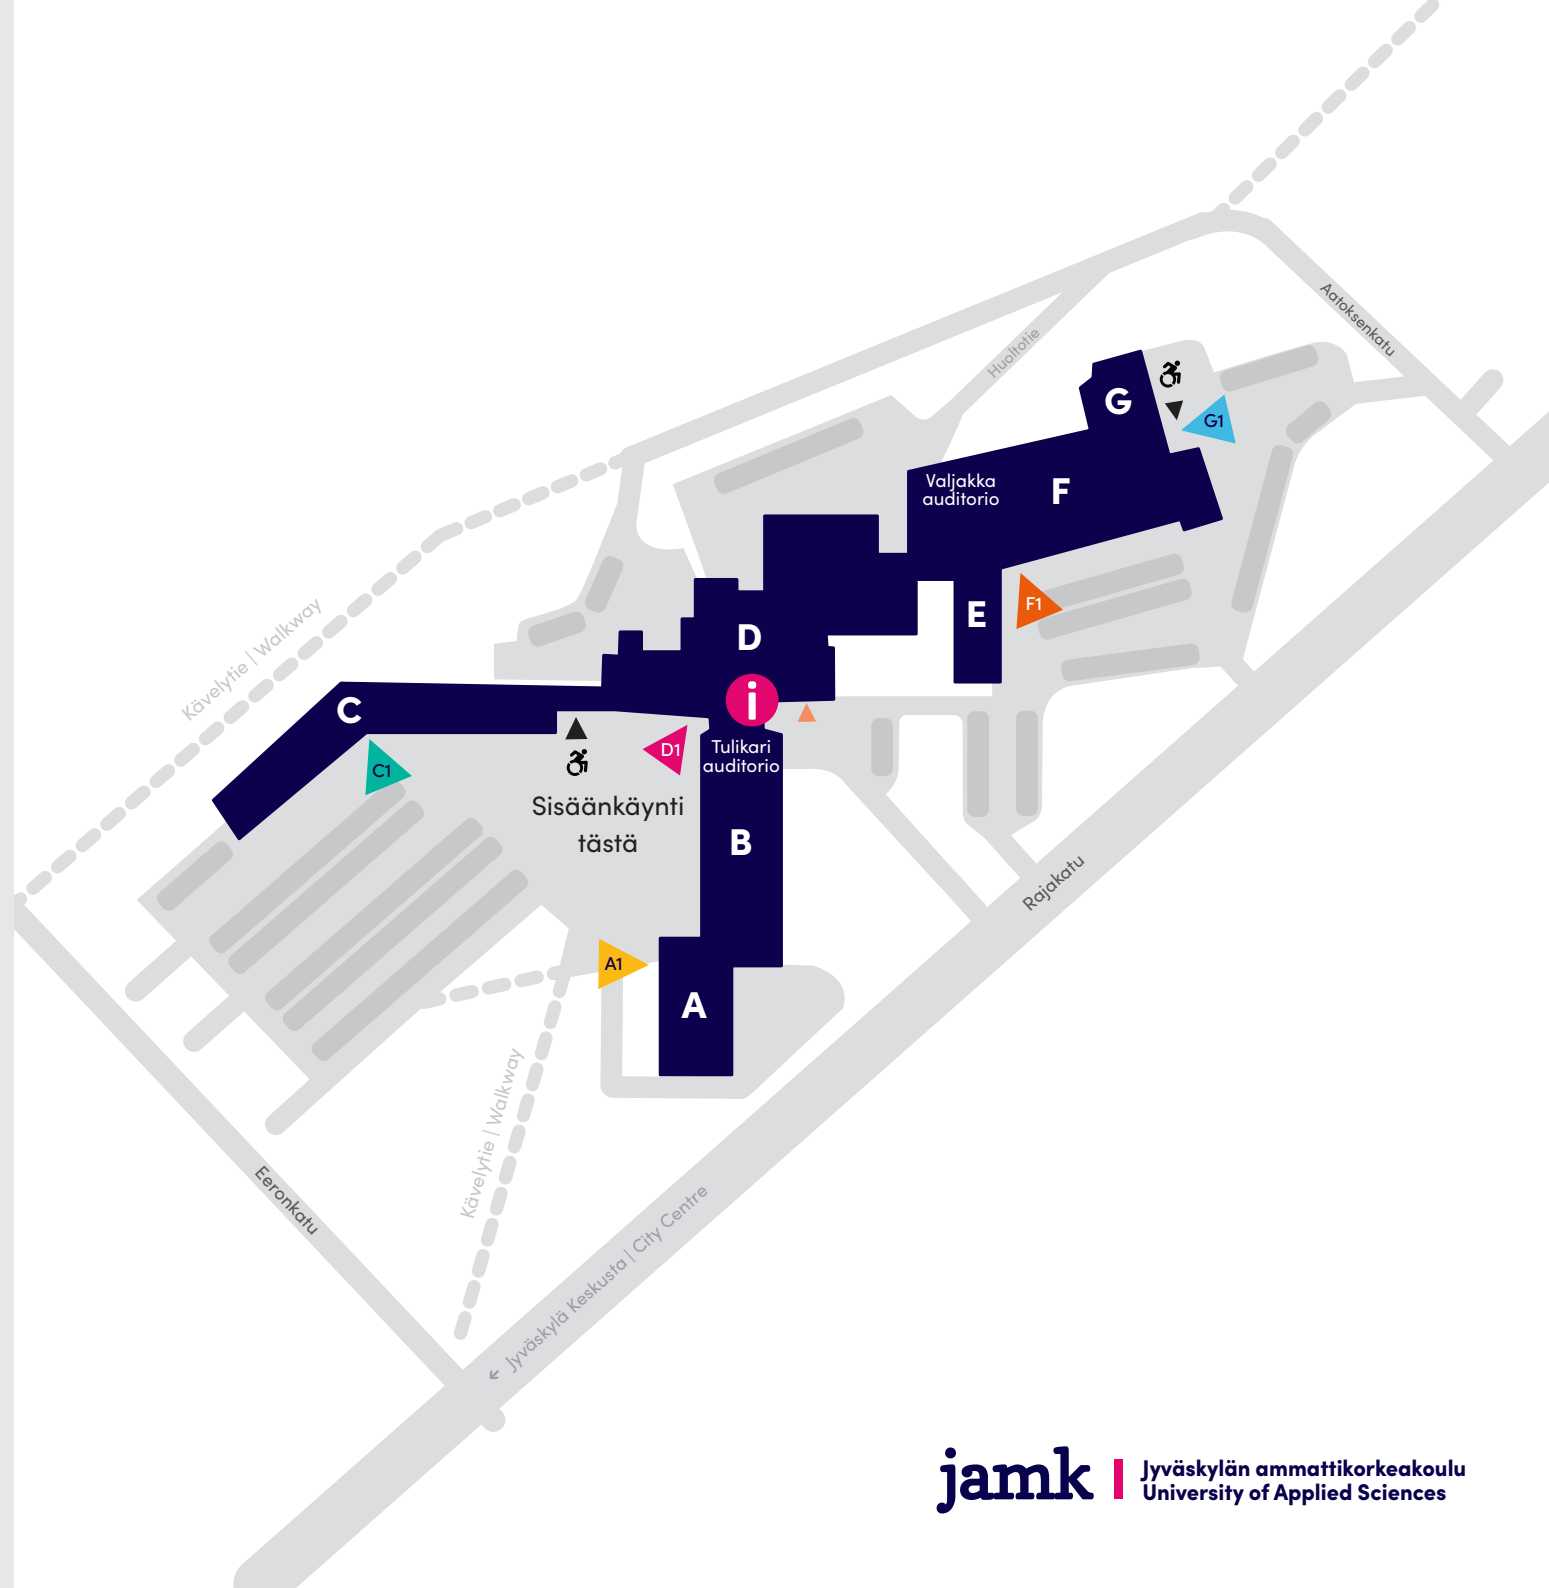 Aatoksenkatu
Huoltotie
G
G1
Valjakka
auditorio
F
E
F1
D
i
Kävelytie | Walkway
C
C1
D1
Tulikari
auditorio
Sisäänkäynti
tästä
B
Rajakatu
A1
A
Kävelytie | Walkway
Eeronkatu
← Jyväskylä Keskusta | City Centre
jamk | Jyväskylän ammattikorkeakoulu
University of Applied Sciences